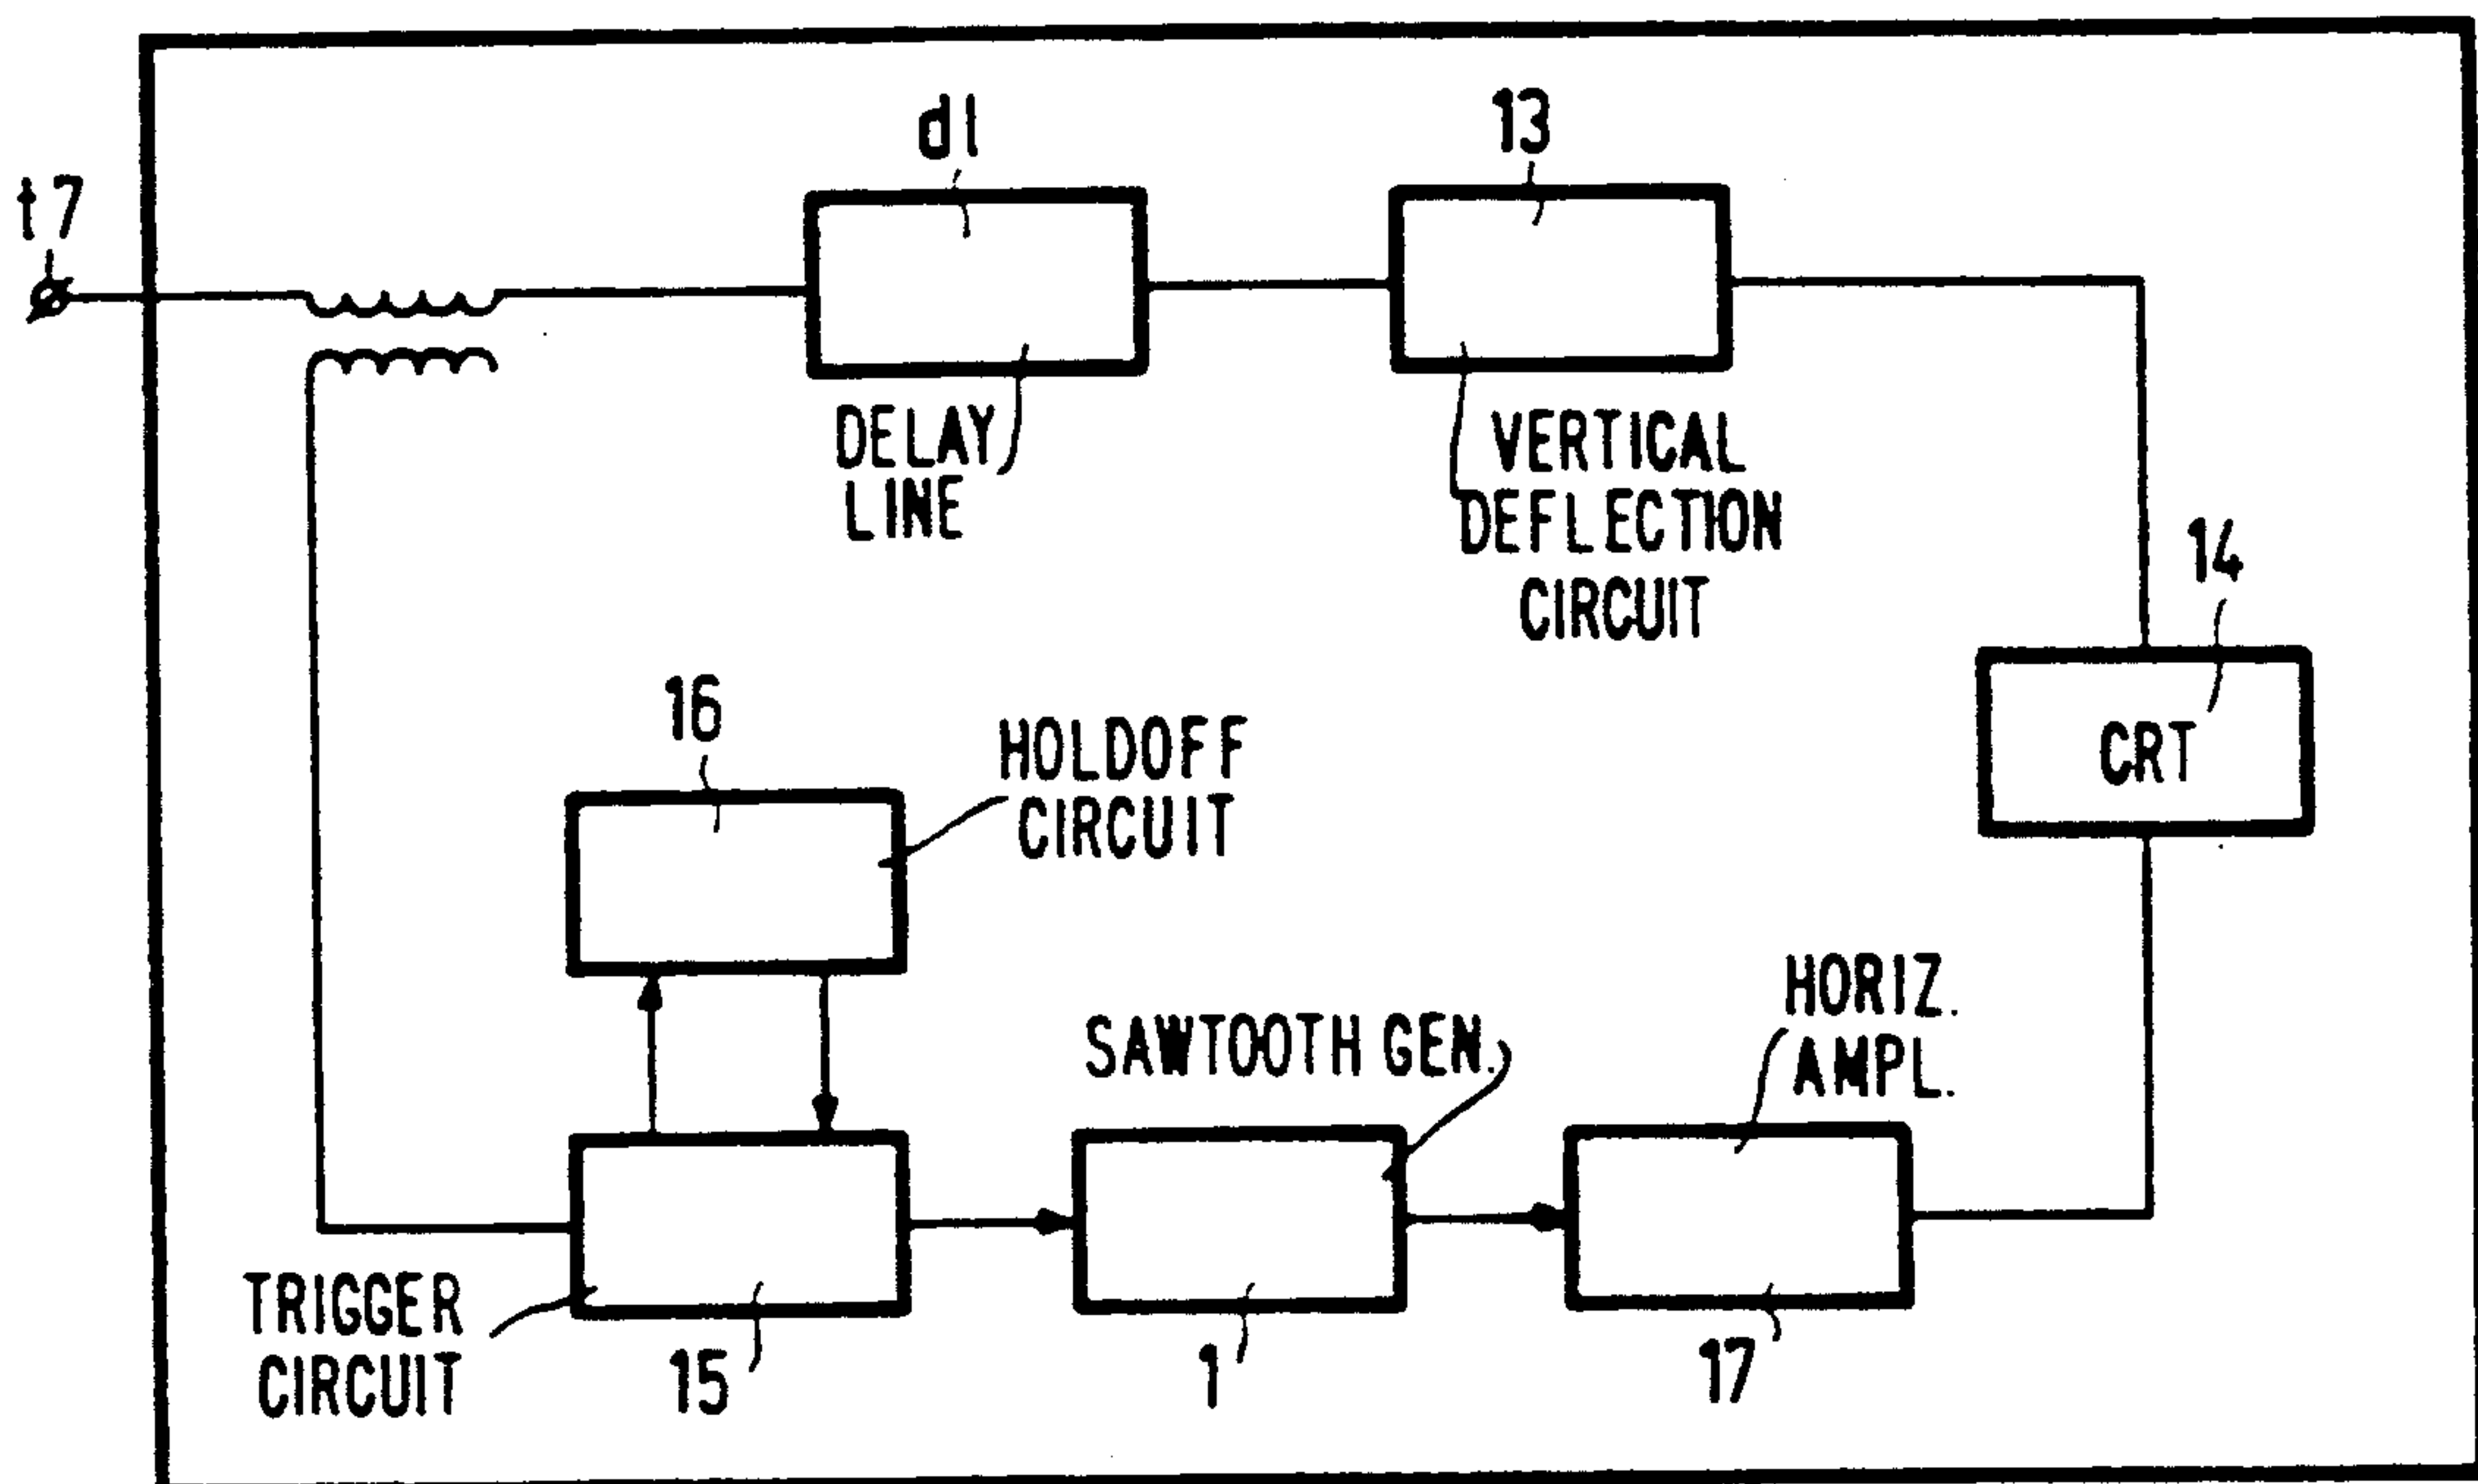 t7
dl
13
DELAY
LINE
VERTICAL
DEFLECTION
CIRCUIT
14
CRT
16
HOLDOFF
CIRCUIT
SAWTOOTH GEN.
HORIZ.
AMPL.
TRIGGER
CIRCUIT
15
1
17